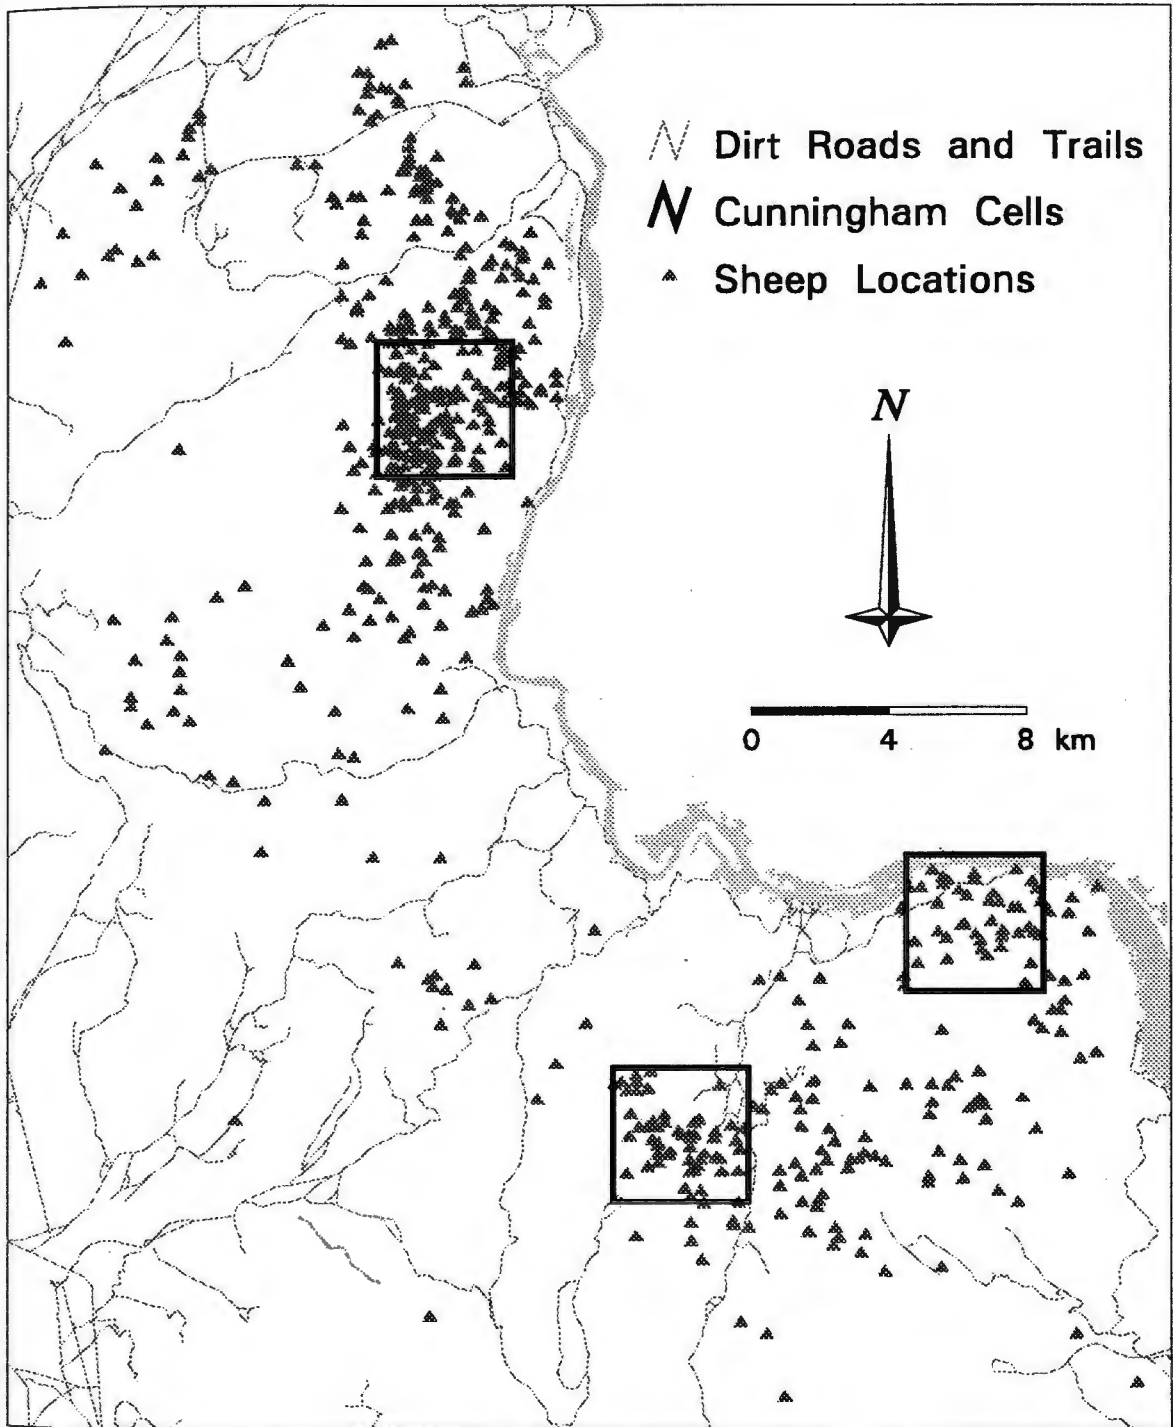 Dirt Roads and Trails
N Cunningham Cells
Sheep Locations
N
0 4 8 km